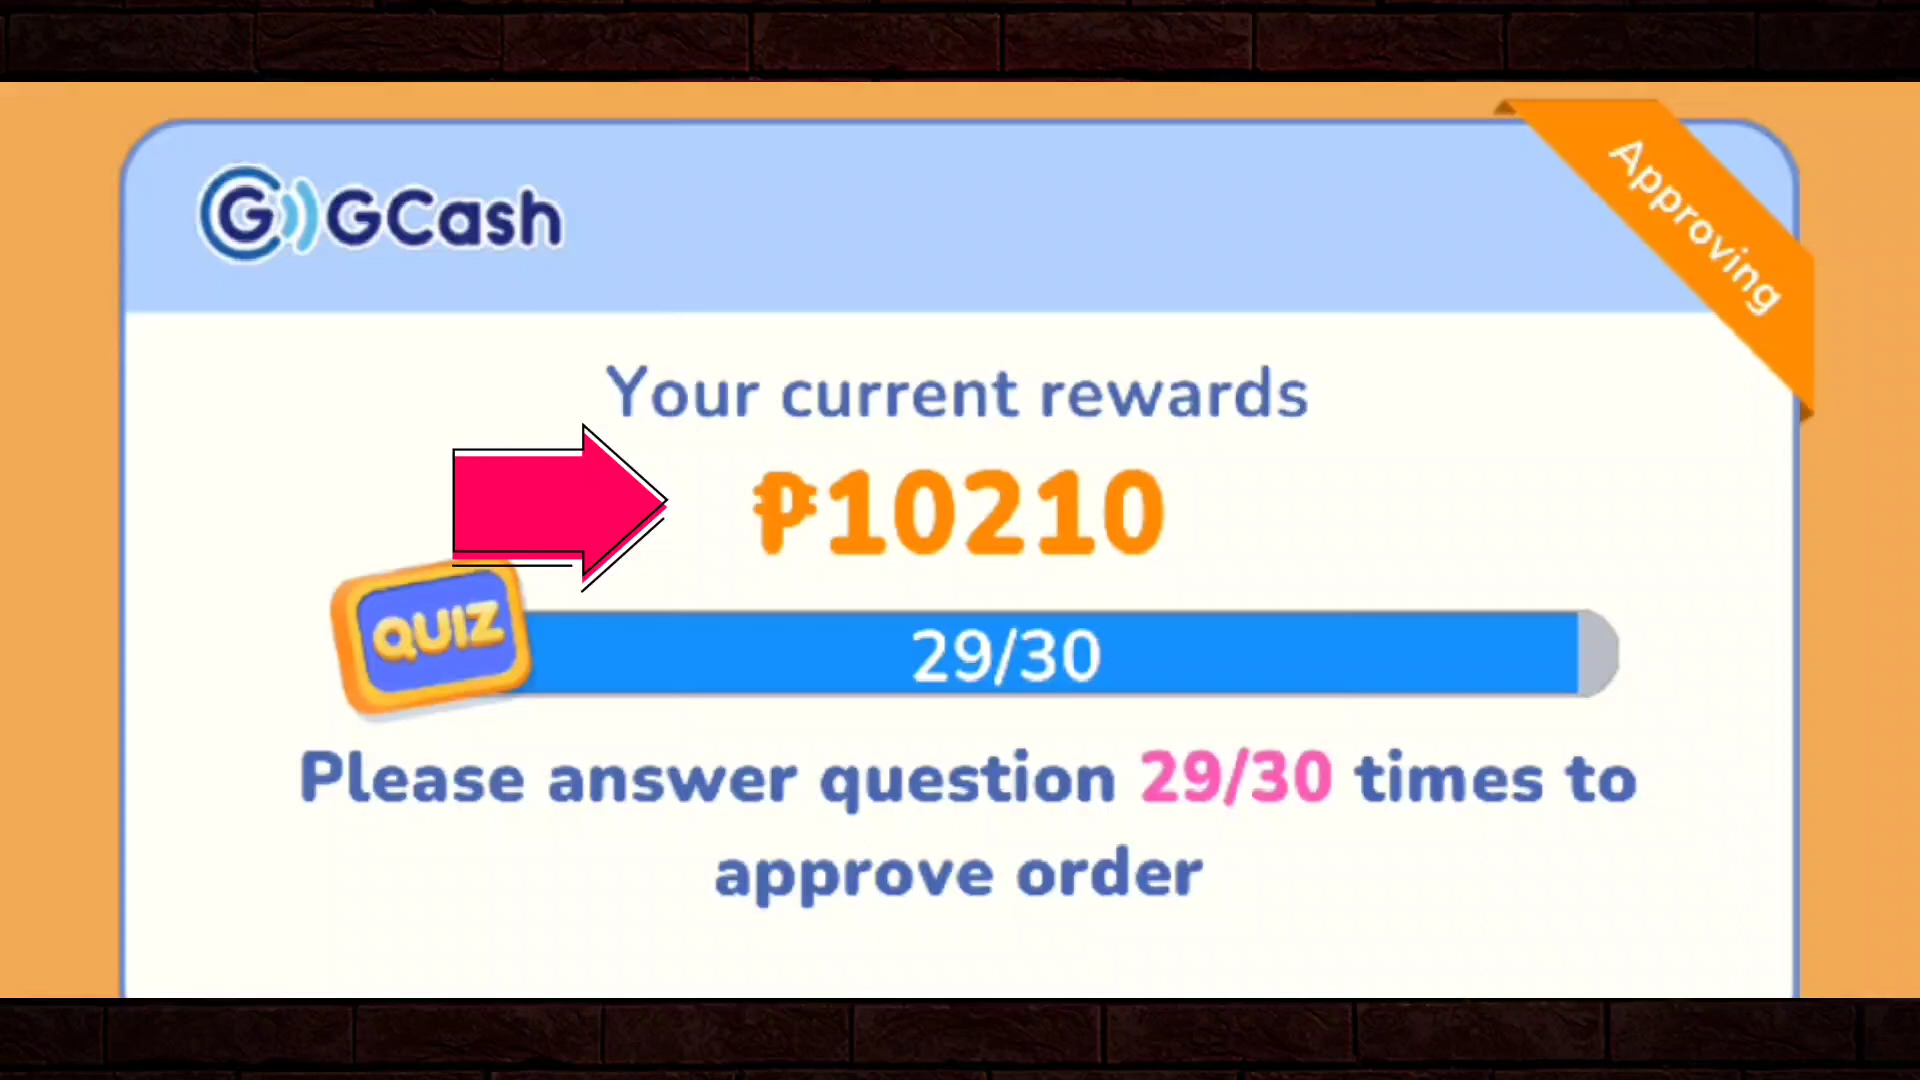 GCash
Approving
Your current rewards
₱10210
QUIZ
29/30
Please answer question 29/30 times to
approve order